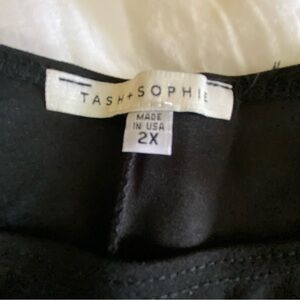 TASH + SOPHIE
MADE
IN USA
2X